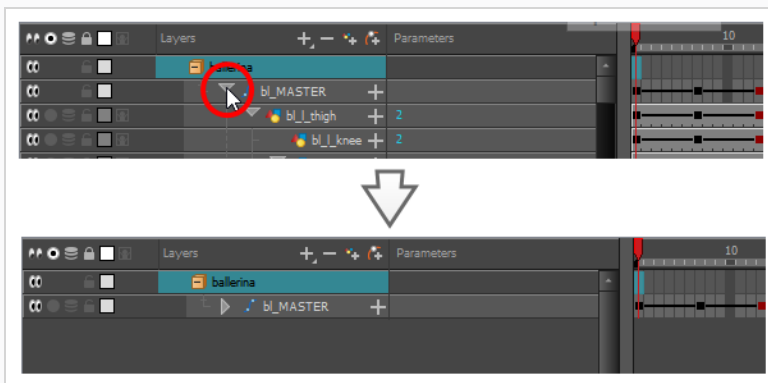 Layers Parameters 10
ballerina
bl_MASTER
bl_l_thigh 2
bl_l_knee 2
Layers Parameters 10
ballerina
bl_MASTER